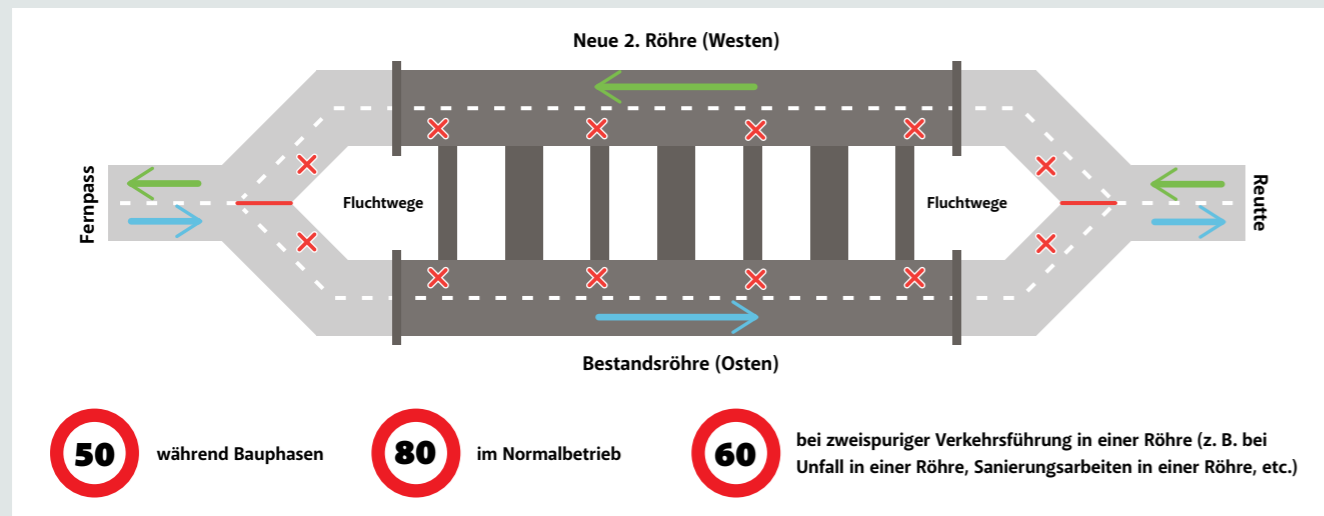 Neue 2. Röhre (Westen)
Fernpass
Fluchtwege
Fluchtwege
Reutte
Bestandsröhre (Osten)
50
während Bauphasen
80
im Normalbetrieb
60
bei zweispuriger Verkehrsführung in einer Röhre (z. B. bei
Unfall in einer Röhre, Sanierungsarbeiten in einer Röhre, etc.)